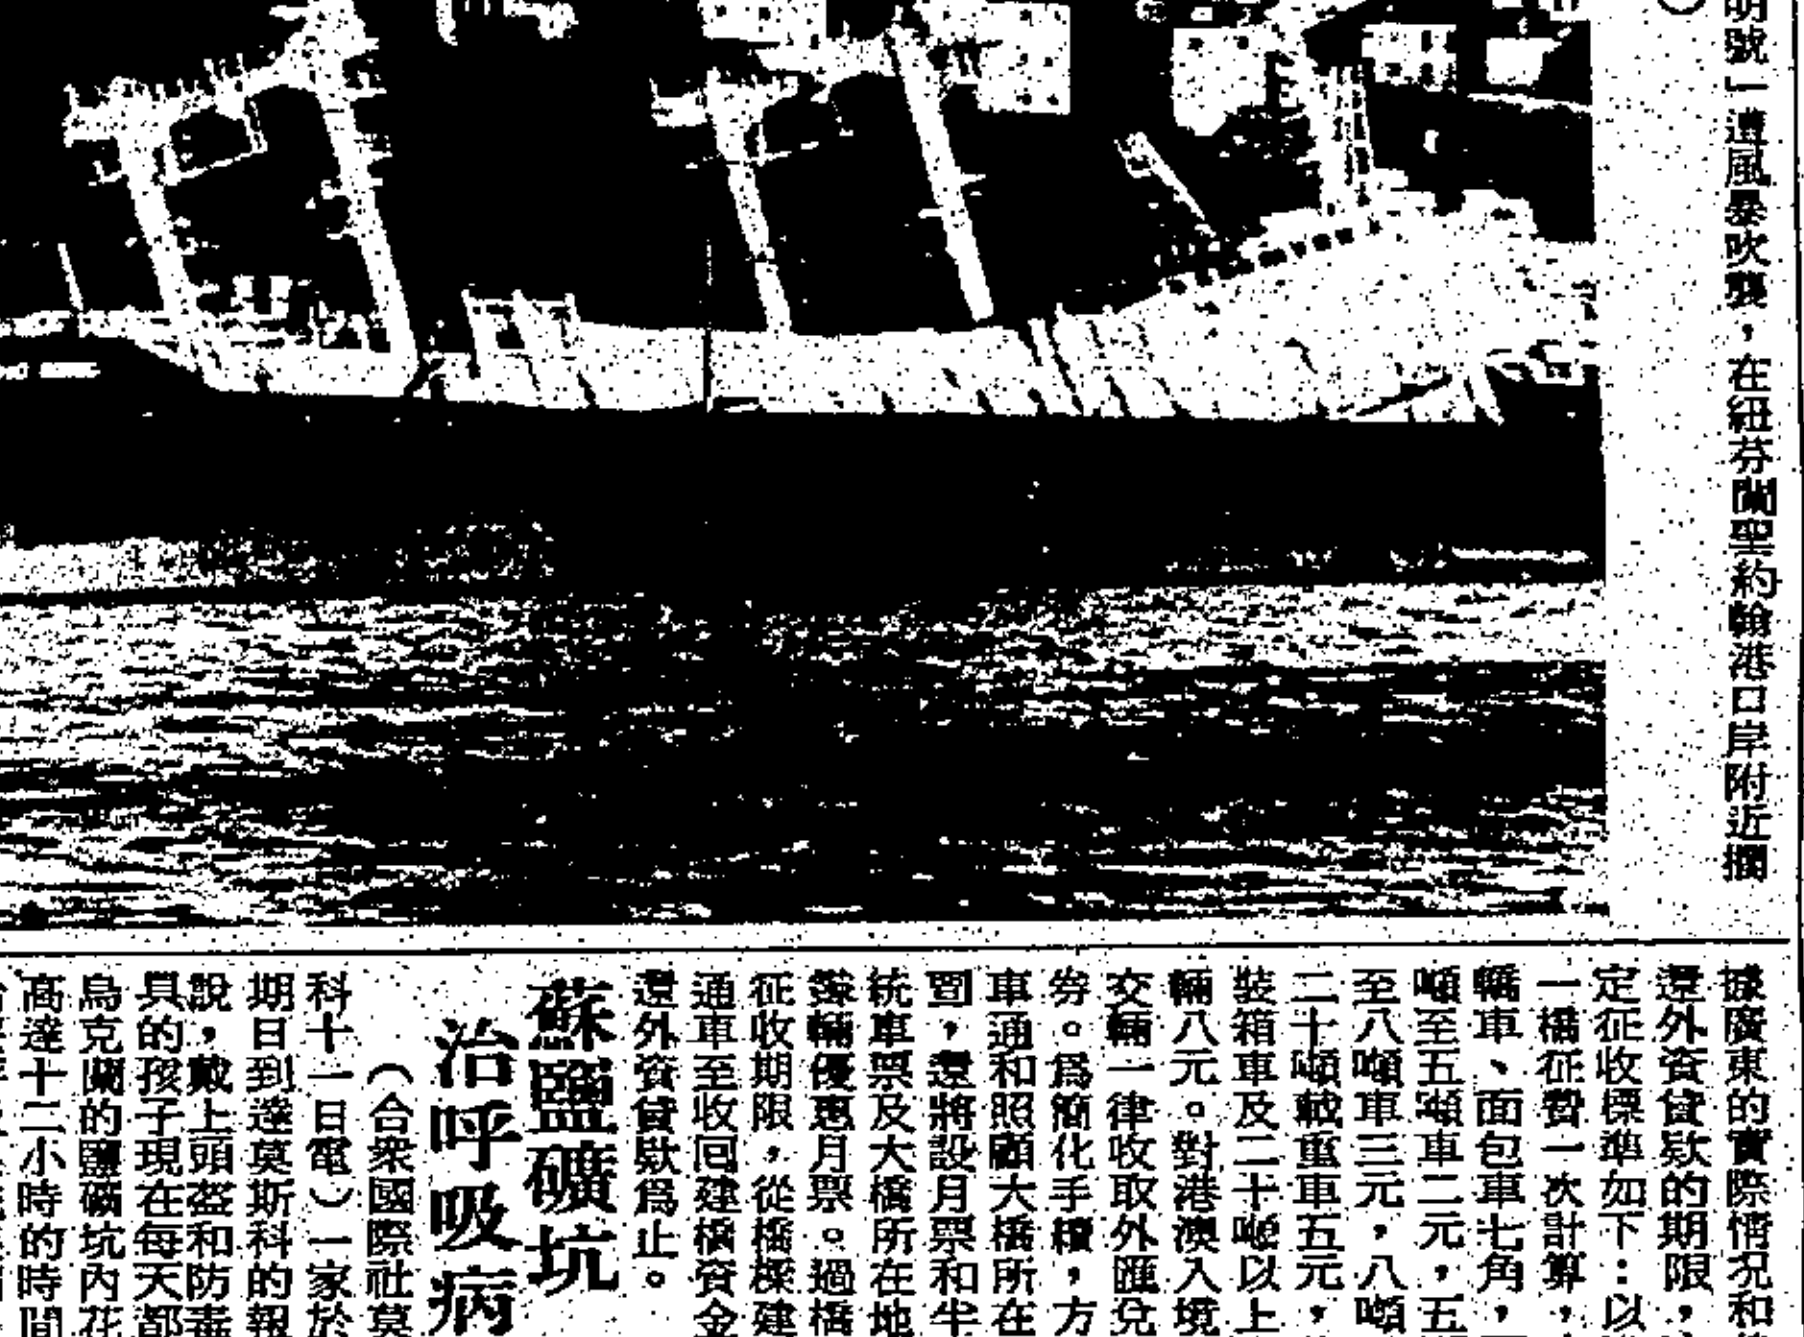 明號」遭風暴吹襲，在紐芬蘭聖約翰港口岸附近擱
據廣東的實際情況和
還外資貸欵的期限，
定征收標準如下：以
一橋征費一次計算，
轎車、面包車七角，
噸至五噸車二元，五
至八噸車三元，八噸
二十噸載重車五元，
裝箱車及二十噸以上
輛八元。對港澳入境
交輛一律收取外匯兌
券。爲簡化手續，方
車通和照顧大橋所在
習，還將設月票和半
統車票及大橋所在地
輛優惠月票。過橋
征收期限，從橋樑建
通車至收回建橋資金
還外資貸欵爲止。
蘇鹽礦坑
治呼吸病
（合衆國際社莫
科十一日電）一家於
期日到達莫斯科的報
說，戴上頭盔和防毒
具的孩子現在每天都
烏克蘭的鹽礦坑內花
高達十二小時的時間